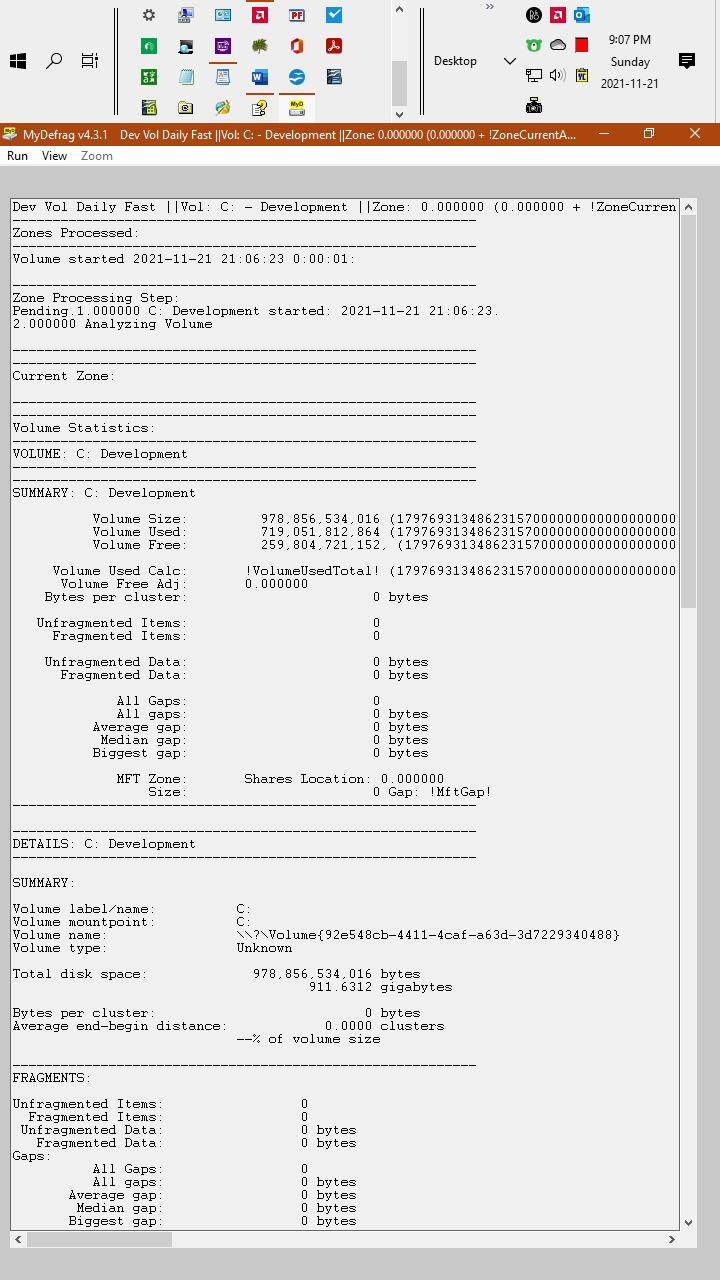 PF
Desktop
9:07 PM
Sunday
2021-11-21
MyDefrag v4.3.1 Dev Vol Daily Fast ||Vol: C: - Development ||Zone: 0.000000 (0.000000 + !ZoneCurrentA...
Run View Zoom
Dev Vol Daily Fast ||Vol: C: - Development ||Zone: 0.000000 (0.000000 + !ZoneCurren
Zones Processed:
Volume started 2021-11-21 21:06:23 0:00:01:
Zone Processing Step:
Pending.1.000000 C: Development started: 2021-11-21 21:06:23.
2.000000 Analyzing Volume
Current Zone:
Volume Statistics:
VOLUME: C: Development
SUMMARY: C: Development
Volume Size: 978,856,534,016 (17976931348623157000000000000000000
Volume Used: 719,051,812,864 (17976931348623157000000000000000000
Volume Free: 259,804,721,152, (17976931348623157000000000000000000
Volume Used Calc: !VolumeUsedTotal! (17976931348623157000000000000000000
Volume Free Adj: 0.000000
Bytes per cluster: 0 bytes
Unfragmented Items: 0
Fragmented Items: 0
Unfragmented Data: 0 bytes
Fragmented Data: 0 bytes
All Gaps: 0
All gaps: 0 bytes
Average gap: 0 bytes
Median gap: 0 bytes
Biggest gap: 0 bytes
MFT Zone: Shares Location: 0.000000
Size: 0 Gap: !MftGap!
DETAILS: C: Development
SUMMARY:
Volume label/name: C:
Volume mountpoint: C:
Volume name: \\?\Volume{92e548cb-4411-4caf-a63d-3d7229340488}
Volume type: Unknown
Total disk space: 978,856,534,016 bytes
911.6312 gigabytes
Bytes per cluster: 0 bytes
Average end-begin distance: 0.0000 clusters
--% of volume size
FRAGMENTS:
Unfragmented Items: 0
Fragmented Items: 0
Unfragmented Data: 0 bytes
Fragmented Data: 0 bytes
Gaps:
All Gaps: 0
All gaps: 0 bytes
Average gap: 0 bytes
Median gap: 0 bytes
Biggest gap: 0 bytes